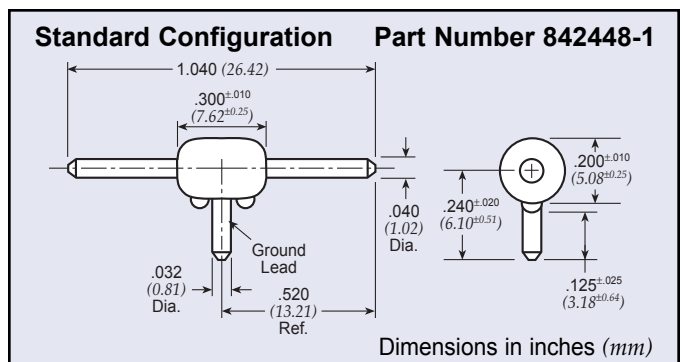 Standard Configuration Part Number 842448-1
1.040 (26.42)
.300±.010
(7.62±0.25)
.200±.010
(5.08±0.25)
.040
(1.02)
Dia.
.240±.020
(6.10±0.51)
Ground
Lead
.032
(0.81)
Dia.
.520
(13.21)
Ref.
.125±.025
(3.18±0.64)
Dimensions in inches (mm)